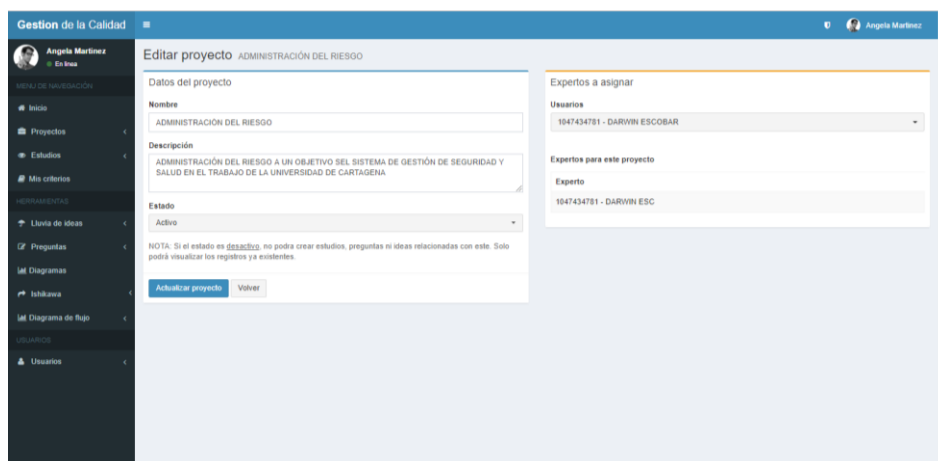 Gestion de la Calidad
Angela Martinez
Angela Martinez
En linea
MENU DE NAVEGACIÓN
Inicio
Proyectos
Estudios
Mis criterios
HERRAMIENTAS
Lluvia de ideas
Preguntas
Diagramas
Ishikawa
Diagrama de flujo
USUARIOS
Usuarios
Editar proyecto ADMINISTRACIÓN DEL RIESGO
Datos del proyecto
Nombre
ADMINISTRACIÓN DEL RIESGO
Descripción
ADMINISTRACIÓN DEL RIESGO A UN OBJETIVO SEL SISTEMA DE GESTIÓN DE SEGURIDAD Y
SALUD EN EL TRABAJO DE LA UNIVERSIDAD DE CARTAGENA
Estado
Activo
NOTA: Si el estado es desactivo, no podra crear estudios, preguntas ni ideas relacionadas con este. Solo
podrá visualizar los registros ya existentes.
Actualizar proyecto Volver
Expertos a asignar
Usuarios
1047434781 - DARWIN ESCOBAR
Expertos para este proyecto
Experto
1047434781 - DARWIN ESC